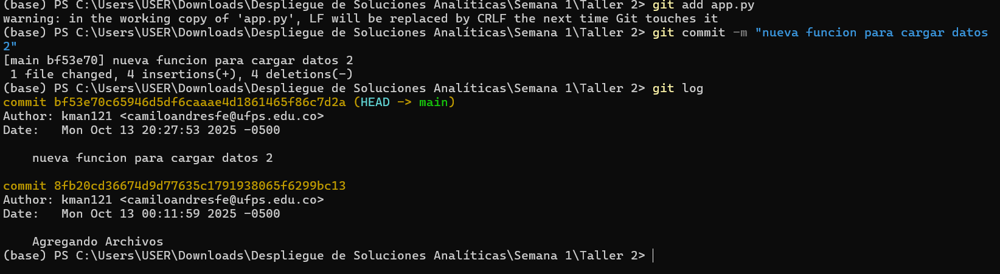 (base) PS C:\Users\USER\Downloads\Despliegue de Soluciones Analíticas\Semana 1\Taller 2> git add app.py
warning: in the working copy of 'app.py', LF will be replaced by CRLF the next time Git touches it
(base) PS C:\Users\USER\Downloads\Despliegue de Soluciones Analíticas\Semana 1\Taller 2> git commit -m "nueva funcion para cargar datos
2"
[main bf53e70] nueva funcion para cargar datos 2
 1 file changed, 4 insertions(+), 4 deletions(-)
(base) PS C:\Users\USER\Downloads\Despliegue de Soluciones Analíticas\Semana 1\Taller 2> git log
commit bf53e70c65946d5df6caaae4d1861465f86c7d2a (HEAD -> main)
Author: kman121 <camiloandresfe@ufps.edu.co>
Date:   Mon Oct 13 20:27:53 2025 -0500

    nueva funcion para cargar datos 2

commit 8fb20cd36674d9d77635c1791938065f6299bc13
Author: kman121 <camiloandresfe@ufps.edu.co>
Date:   Mon Oct 13 00:11:59 2025 -0500

    Agregando Archivos
(base) PS C:\Users\USER\Downloads\Despliegue de Soluciones Analíticas\Semana 1\Taller 2>